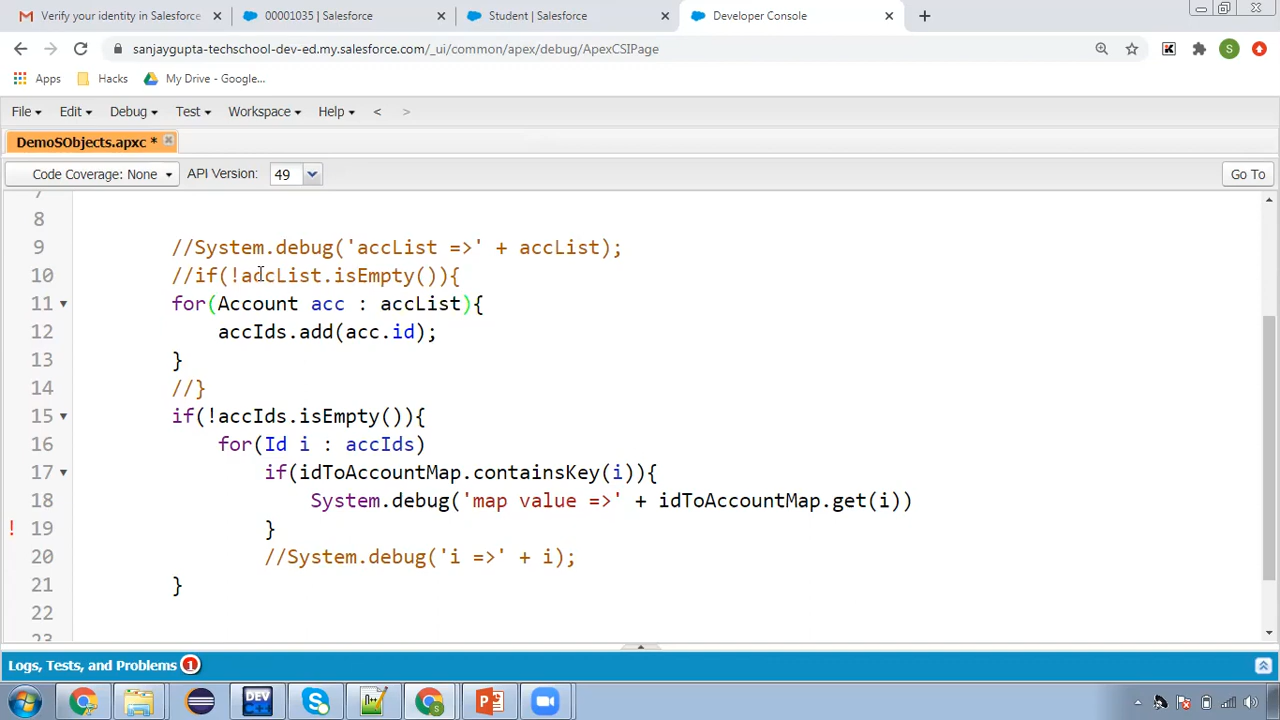 Verify your identity in Salesforce
00001035 | Salesforce
Student | Salesforce
Developer Console
sanjaygupta-techschool-dev-ed.my.salesforce.com/_ui/common/apex/debug/ApexCSIPage
S
Apps
Hacks
My Drive - Google...
File
Edit
Debug
Test
Workspace
Help
<
>
DemoSObjects.apxc *
Code Coverage: None
API Version:
49
Go To
7
8
9 //System.debug('accList =>' + accList);
10 //if(!accList.isEmpty()){
11 for(Account acc : accList){
12 accIds.add(acc.id);
13 }
14 //}
15 if(!accIds.isEmpty()){
16 for(Id i : accIds)
17 if(idToAccountMap.containsKey(i)){
18 System.debug('map value =>' + idToAccountMap.get(i))
! 19 }
20 //System.debug('i =>' + i);
21 }
22
23
Logs, Tests, and Problems 1
DEV